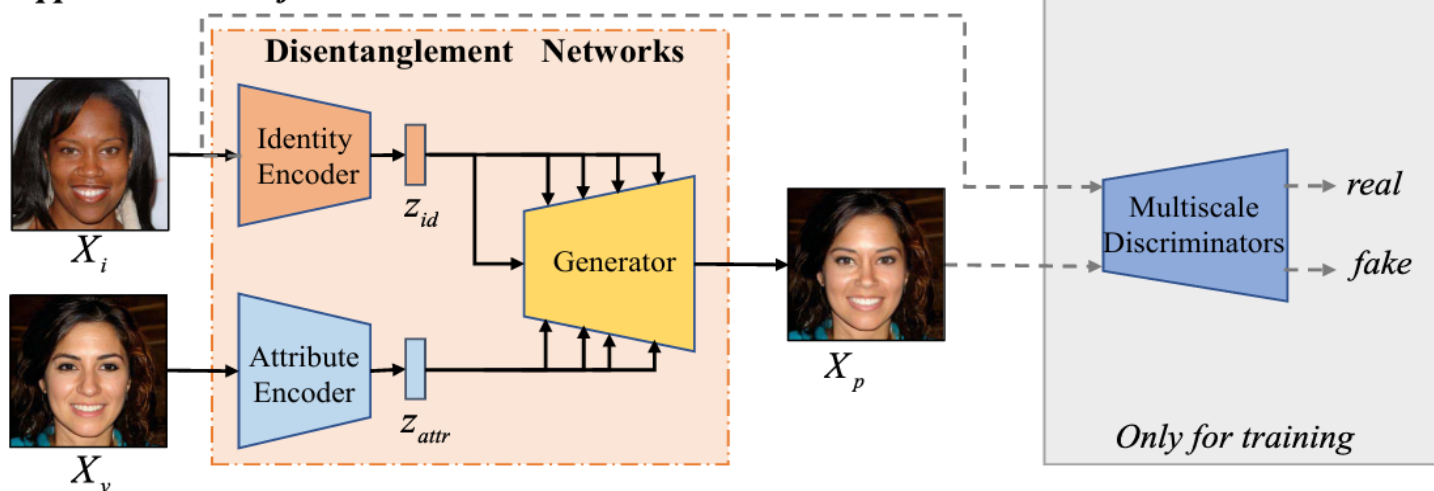 Disentanglement Networks
Identity
Encoder
z_id
X_i
Generator
Attribute
Encoder
z_attr
X_v
X_p
Multiscale
Discriminators
real
fake
Only for training